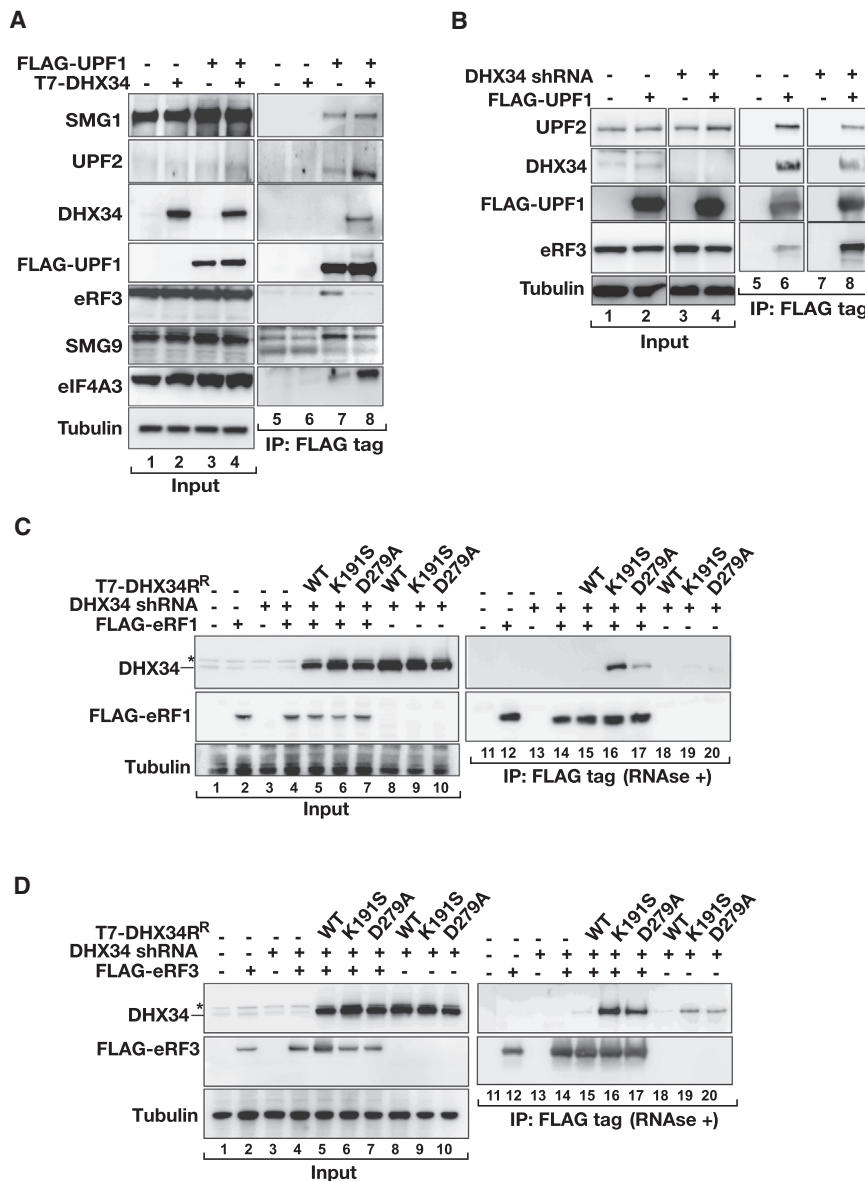 A
FLAG-UPF1 - - + + - - + +
T7-DHX34 - + - + - + - +
SMG1
UPF2
DHX34
FLAG-UPF1
eRF3
SMG9
eIF4A3
Tubulin
1 2 3 4
Input
5 6 7 8
IP: FLAG tag
B
DHX34 shRNA - - + + - - + +
FLAG-UPF1 - + - + - + - +
UPF2
DHX34
FLAG-UPF1
eRF3
Tubulin
1 2 3 4
Input
5 6 7 8
IP: FLAG tag
C
T7-DHX34R^R - - - - WT K191S D279A WT K191S D279A - - - - WT K191S D279A WT K191S D279A
DHX34 shRNA - - + + + + + + + + - - + + + + + + + +
FLAG-eRF1 - + - + + + + - - - - + - + + + + - - -
*
DHX34
FLAG-eRF1
Tubulin
1 2 3 4 5 6 7 8 9 10
Input
11 12 13 14 15 16 17 18 19 20
IP: FLAG tag (RNAse +)
D
T7-DHX34R^R - - - - WT K191S D279A WT K191S D279A - - - - WT K191S D279A WT K191S D279A
DHX34 shRNA - - + + + + + + + + - - + + + + + + + +
FLAG-eRF3 - + - + + + + - - - - + - + + + + - - -
*
DHX34
FLAG-eRF3
Tubulin
1 2 3 4 5 6 7 8 9 10
Input
11 12 13 14 15 16 17 18 19 20
IP: FLAG tag (RNAse +)